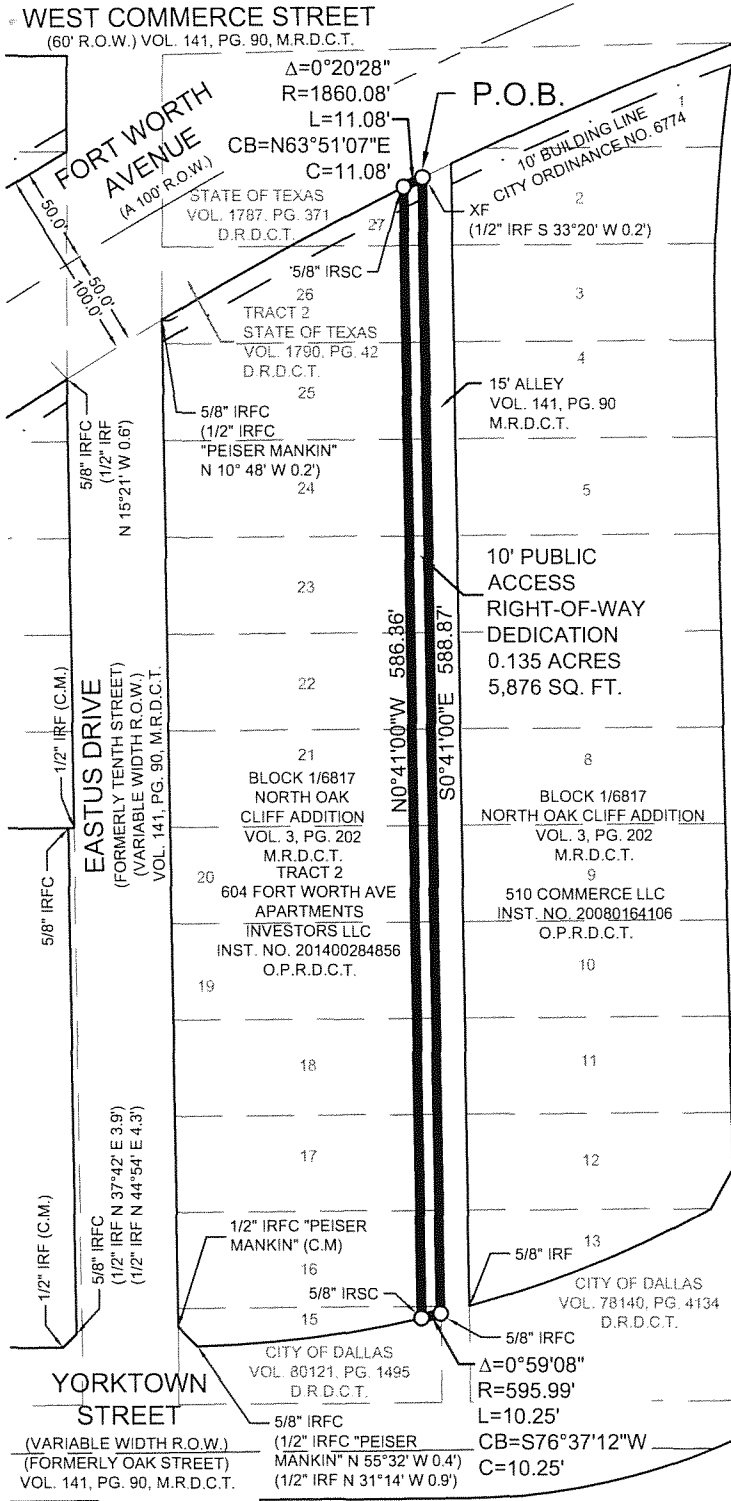 WEST COMMERCE STREET
(60' R.O.W.) VOL. 141, PG. 90, M.R.D.C.T.
Δ=0°20'28"
R=1860.08'
L=11.08'
CB=N63°51'07"E
C=11.08'
P.O.B.
FORT WORTH
AVENUE
(A 100' R.O.W.)
50.0'
50.0'
100.0'
1
10' BUILDING LINE
CITY ORDINANCE NO. 6774
2
STATE OF TEXAS
VOL. 1787, PG. 371
D.R.D.C.T.
27
XF
(1/2" IRF S 33°20' W 0.2')
5/8" IRSC
26
TRACT 2
STATE OF TEXAS
VOL. 1790, PG. 42
D.R.D.C.T.
25
3
4
15' ALLEY
VOL. 141, PG. 90
M.R.D.C.T.
5/8" IRFC
(1/2" IRF
N 15°21' W 0.6')
5/8" IRFC
(1/2" IRFC
"PEISER MANKIN"
N 10° 48' W 0.2')
24
5
10' PUBLIC
ACCESS
RIGHT-OF-WAY
DEDICATION
0.135 ACRES
5,876 SQ. FT.
23
22
N0°41'00"W 586.36'
S0°41'00"E 588.87'
1/2" IRF (C.M.)
EASTUS DRIVE
(FORMERLY TENTH STREET)
(VARIABLE WIDTH R.O.W.)
VOL. 141, PG. 90, M.R.D.C.T.
5/8" IRFC
21
BLOCK 1/6817
NORTH OAK
CLIFF ADDITION
VOL. 3, PG. 202
M.R.D.C.T.
TRACT 2
20
604 FORT WORTH AVE
APARTMENTS
INVESTORS LLC
INST. NO. 201400284856
O.P.R.D.C.T.
19
8
BLOCK 1/6817
NORTH OAK CLIFF ADDITION
VOL. 3, PG. 202
M.R.D.C.T.
9
510 COMMERCE LLC
INST. NO. 20080164106
O.P.R.D.C.T.
10
18
11
17
12
1/2" IRF (C.M.)
5/8" IRFC
(1/2" IRF N 37°42' E 3.9')
(1/2" IRF N 44°54' E 4.3')
1/2" IRFC "PEISER
MANKIN" (C.M)
16
13
5/8" IRF
5/8" IRSC
15
CITY OF DALLAS
VOL. 78140, PG. 4134
D.R.D.C.T.
5/8" IRFC
CITY OF DALLAS
VOL. 80121, PG. 1495
D.R.D.C.T.
Δ=0°59'08"
R=595.99'
L=10.25'
CB=S76°37'12"W
C=10.25'
YORKTOWN
STREET
(VARIABLE WIDTH R.O.W.)
(FORMERLY OAK STREET)
VOL. 141, PG. 90, M.R.D.C.T.
5/8" IRFC
(1/2" IRFC "PEISER
MANKIN" N 55°32' W 0.4')
(1/2" IRF N 31°14' W 0.9')